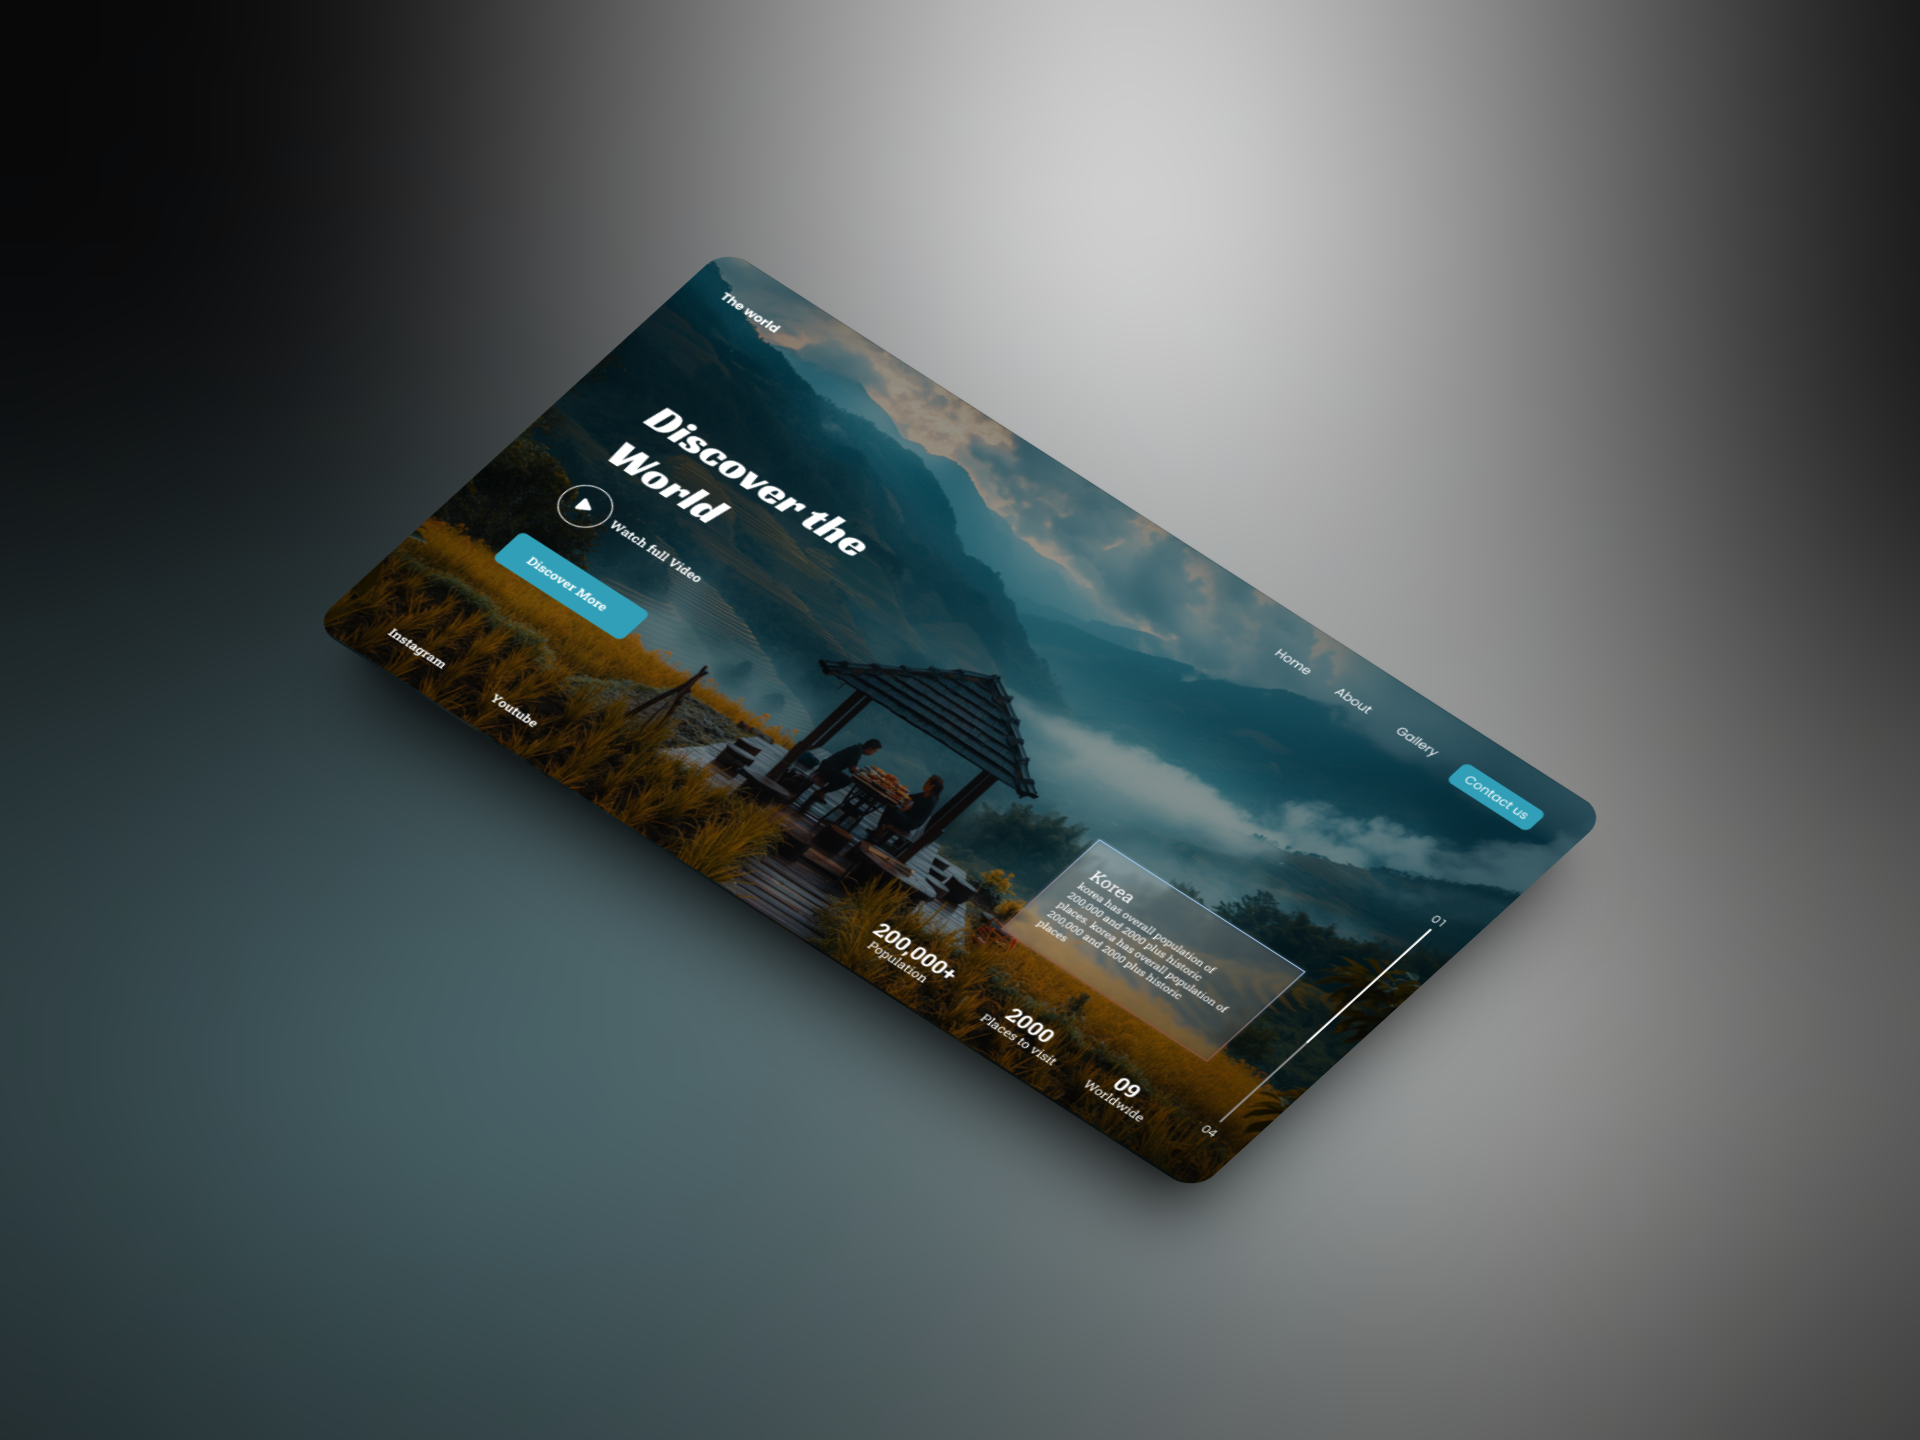 The world
Home
About
Gallery
Contact us
Discover the
World
Watch full Video
Discover More
Instagram
Youtube
Korea
korea has overall population of
200,000 and 2000 plus historic
places. korea has overall population of
200,000 and 2000 plus historic
places
200,000+
Population
2000
Places to visit
09
Worldwide
01
04